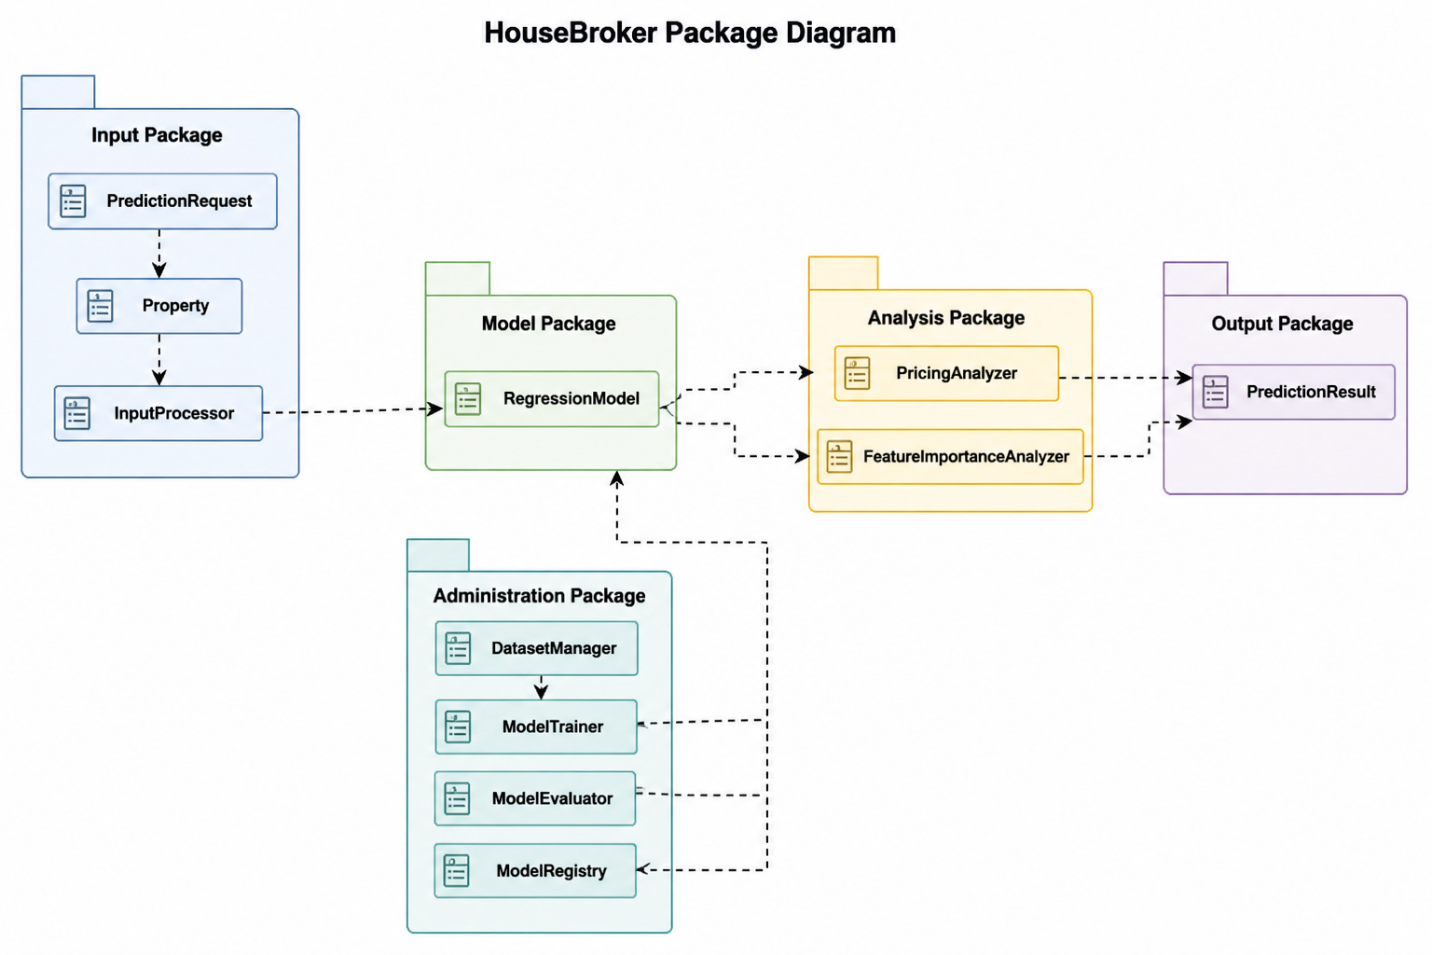 HouseBroker Package Diagram
Input Package
PredictionRequest
Property
InputProcessor
Model Package
RegressionModel
Analysis Package
PricingAnalyzer
FeatureImportanceAnalyzer
Output Package
PredictionResult
Administration Package
DatasetManager
ModelTrainer
ModelEvaluator
ModelRegistry